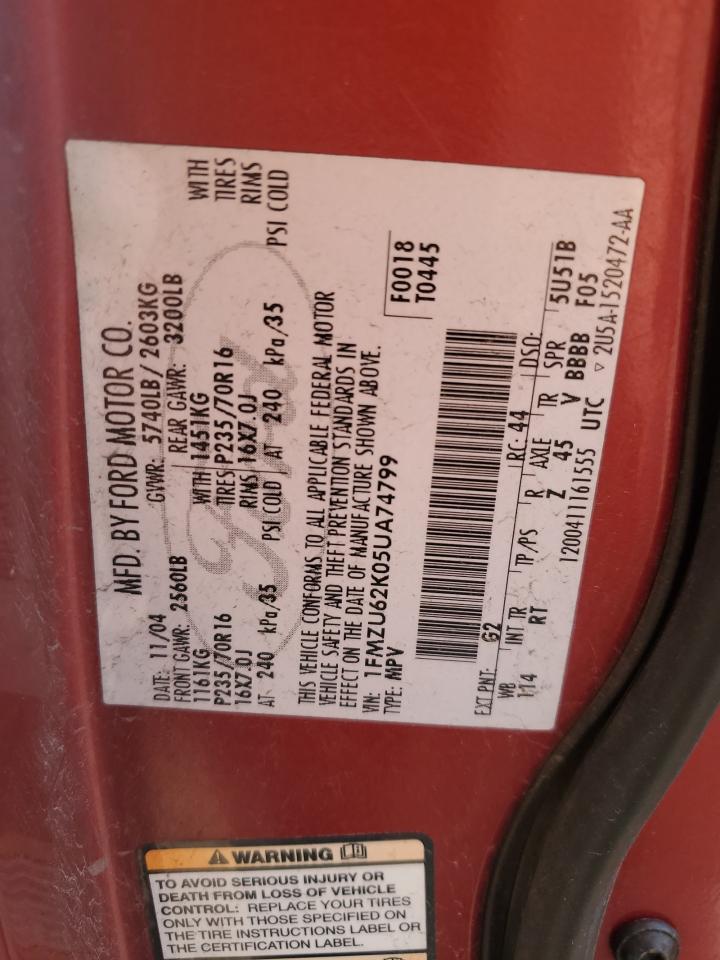 MFD. BY FORD MOTOR CO.
DATE: 11/04 GVWR: 5740LB/ 2603KG
FRONT GAWR: 2560LB REAR GAWR: 3200LB
1161KG WITH 1451KG WITH
P235/70R16 TIRES P235/70R16 TIRES
16X7.0J RIMS 16X7.0J RIMS
AT 240 kPa/35 PSI COLD AT 240 kPa/35 PSI COLD
THIS VEHICLE CONFORMS TO ALL APPLICABLE FEDERAL MOTOR
VEHICLE SAFETY AND THEFT PREVENTION STANDARDS IN
EFFECT ON THE DATE OF MANUFACTURE SHOWN ABOVE.
VIN: 1FMZU62K05UA74799
TYPE: MPV
F0018
T0445
EXT PNT: G2 RC: 44 DSO:
WB INT TR TP/PS R AXLE TR SPR 5U51B
114 RT Z 45 V BBBB F05
12004111161555 UTC ▽ 2U5A-1520472-AA
WARNING
TO AVOID SERIOUS INJURY OR
DEATH FROM LOSS OF VEHICLE
CONTROL: REPLACE YOUR TIRES
ONLY WITH THOSE SPECIFIED ON
THE TIRE INSTRUCTIONS LABEL OR
THE CERTIFICATION LABEL.